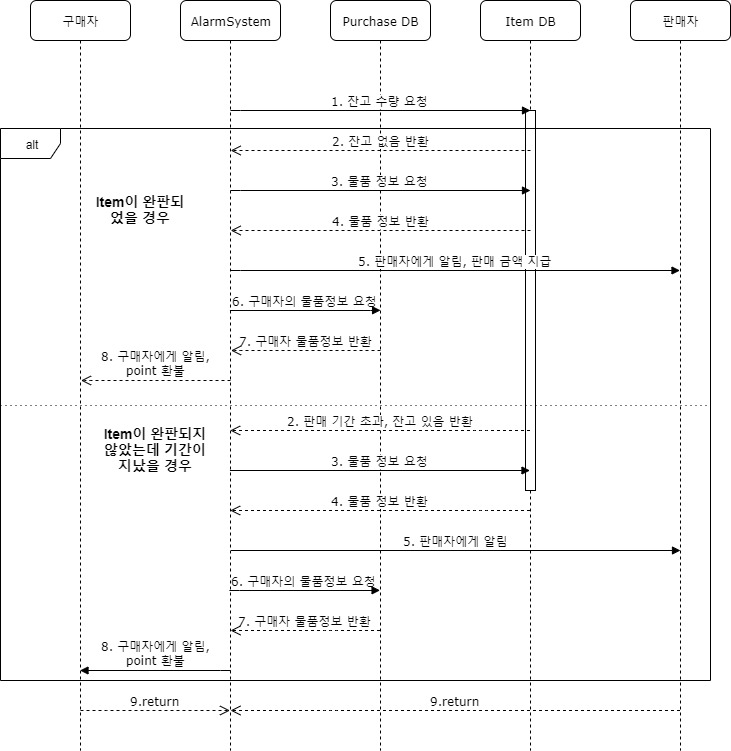 구매자
AlarmSystem
Purchase DB
Item DB
판매자
1. 잔고 수량 요청
alt
2. 잔고 없음 반환
Item이 완판되
었을 경우
3. 물품 정보 요청
4. 물품 정보 반환
5. 판매자에게 알림, 판매 금액 지급
6. 구매자의 물품정보 요청
7. 구매자 물품정보 반환
8. 구매자에게 알림,
point 환불
Item이 완판되지
않았는데 기간이
지났을 경우
2. 판매 기간 초과, 잔고 있음 반환
3. 물품 정보 요청
4. 물품 정보 반환
5. 판매자에게 알림
6. 구매자의 물품정보 요청
7. 구매자 물품정보 반환
8. 구매자에게 알림,
point 환불
9.return
9.return